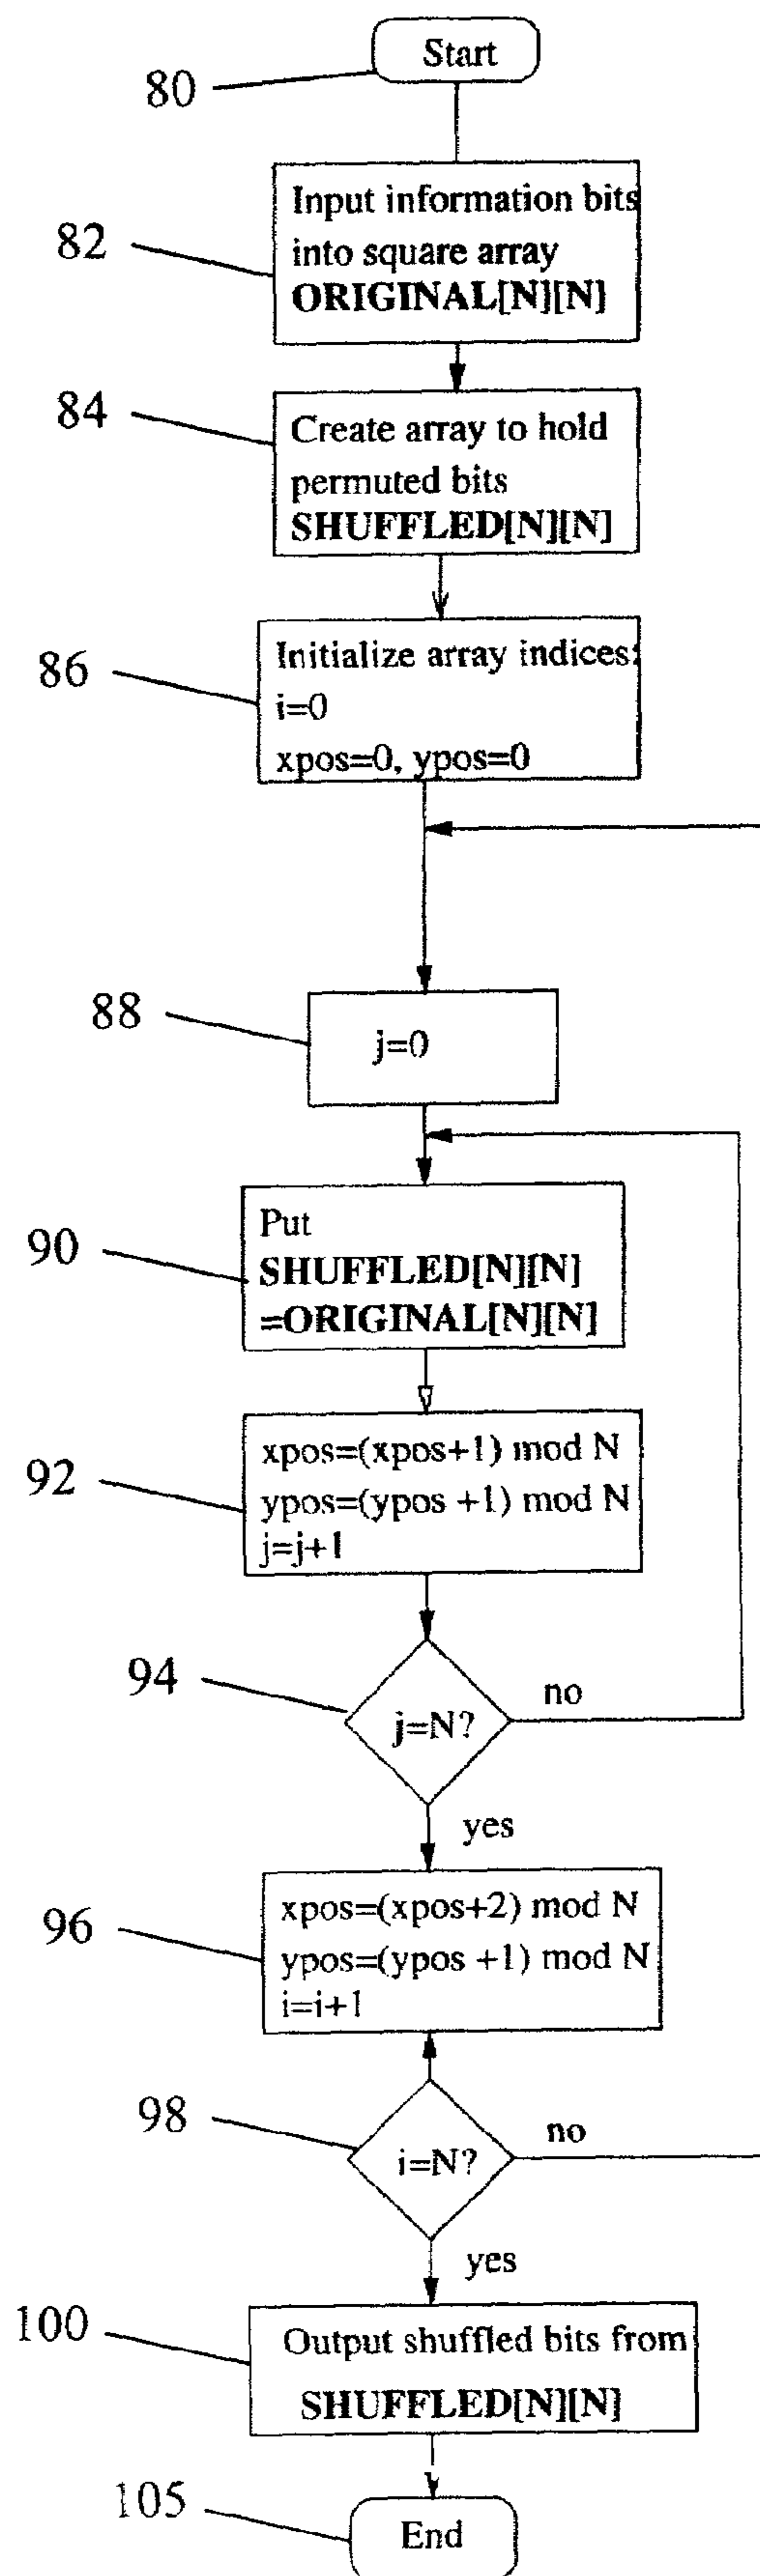 Start
80
Input information bits
82
into square array
ORIGINAL[N][N]
84
Create array to hold
permuted bits
SHUFFLED[N][N]
86
Initialize array indices:
i=0
xpos=0, ypos=0
88
j=0
Put
90
SHUFFLED[N][N]
=ORIGINAL[N][N]
92
xpos=(xpos+1) mod N
ypos=(ypos +1) mod N
j=j+1
94
j=N?
no
yes
96
xpos=(xpos+2) mod N
ypos=(ypos +1) mod N
i=i+1
98
i=N?
no
yes
100
Output shuffled bits from
SHUFFLED[N][N]
105
End